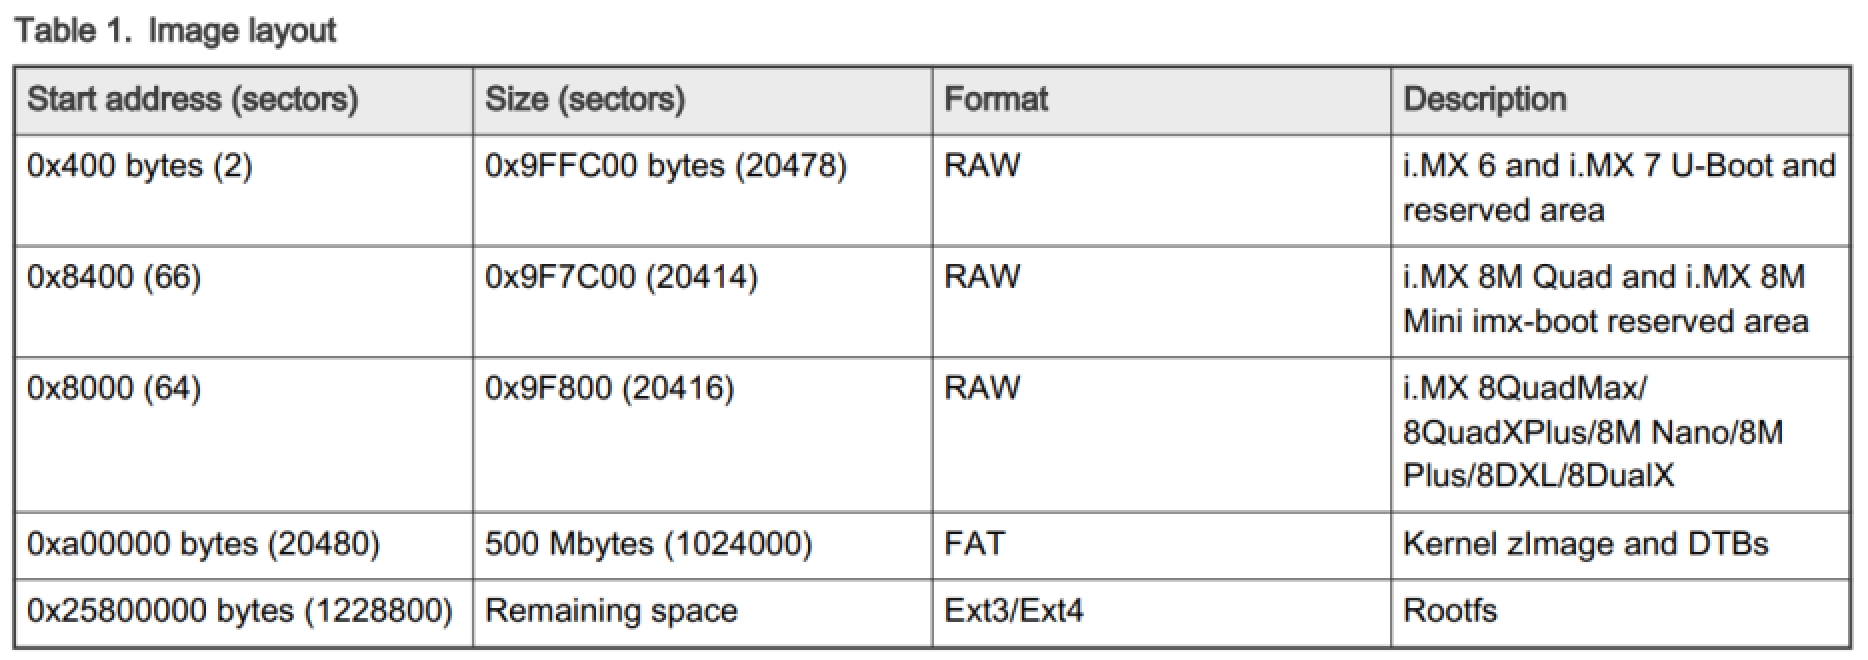 Table 1. Image layout
Start address (sectors) Size (sectors) Format Description
0x400 bytes (2) 0x9FFC00 bytes (20478) RAW i.MX 6 and i.MX 7 U-Boot and
reserved area
0x8400 (66) 0x9F7C00 (20414) RAW i.MX 8M Quad and i.MX 8M
Mini imx-boot reserved area
0x8000 (64) 0x9F800 (20416) RAW i.MX 8QuadMax/
8QuadXPlus/8M Nano/8M
Plus/8DXL/8DualX
0xa00000 bytes (20480) 500 Mbytes (1024000) FAT Kernel zImage and DTBs
0x25800000 bytes (1228800) Remaining space Ext3/Ext4 Rootfs